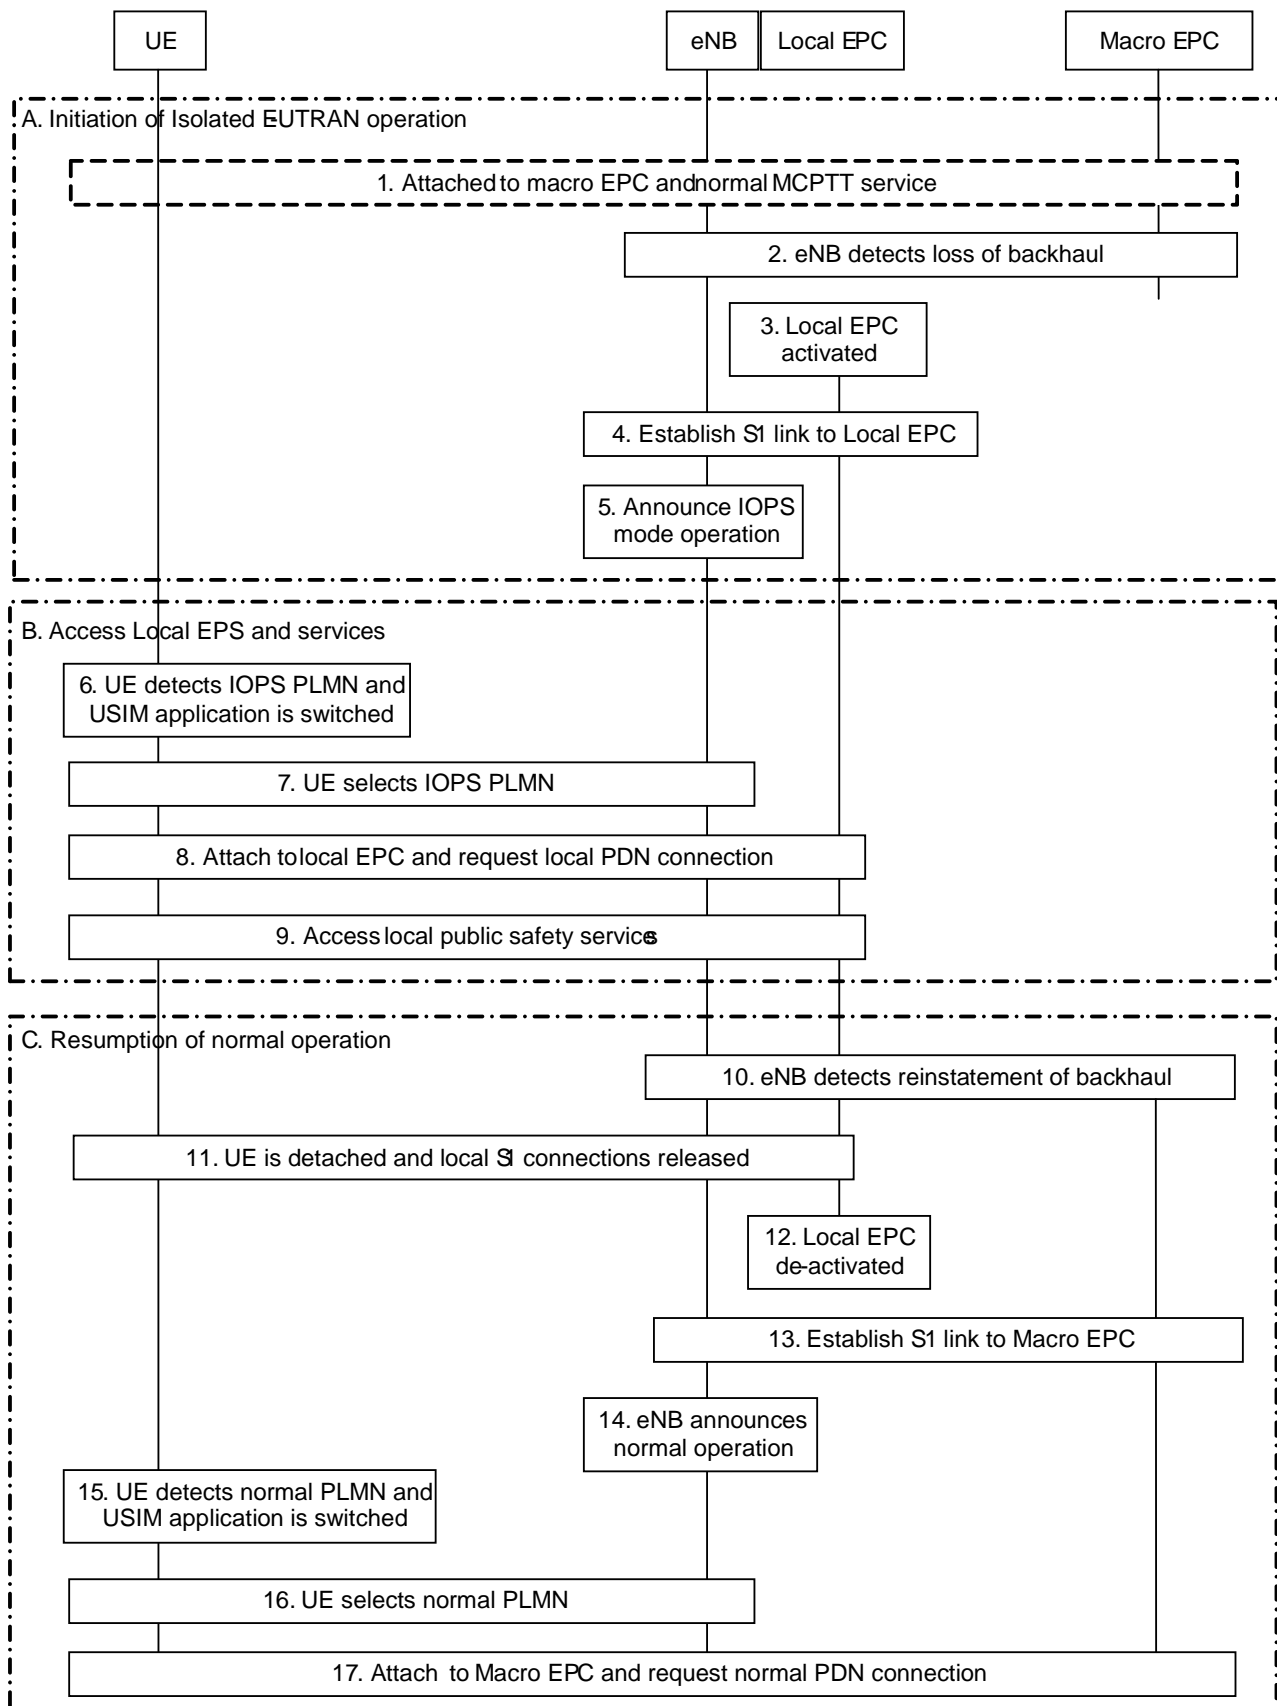 UE
eNB
Local EPC
Macro EPC
A. Initiation of Isolated E-UTRAN operation
1. Attached to macro EPC and normal MCPTT service
2. eNB detects loss of backhaul
3. Local EPC
activated
4. Establish S1 link to Local EPC
5. Announce IOPS
mode operation
B. Access Local EPS and services
6. UE detects IOPS PLMN and
USIM application is switched
7. UE selects IOPS PLMN
8. Attach to local EPC and request local PDN connection
9. Access local public safety services
C. Resumption of normal operation
10. eNB detects reinstatement of backhaul
11. UE is detached and local S1 connections released
12. Local EPC
de-activated
13. Establish S1 link to Macro EPC
14. eNB announces
normal operation
15. UE detects normal PLMN and
USIM application is switched
16. UE selects normal PLMN
17. Attach to Macro EPC and request normal PDN connection